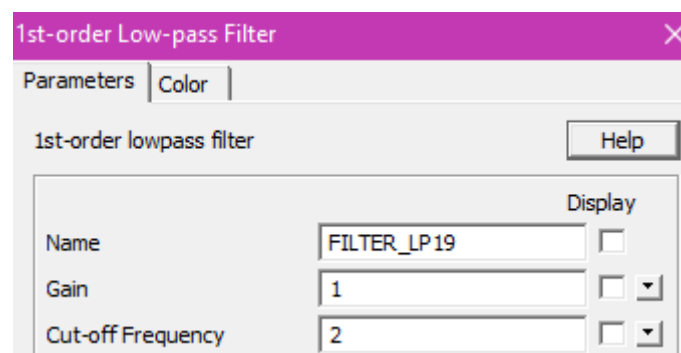 1st-order Low-pass Filter
Parameters Color
1st-order lowpass filter Help
Display
Name FILTER_LP19
Gain 1
Cut-off Frequency 2